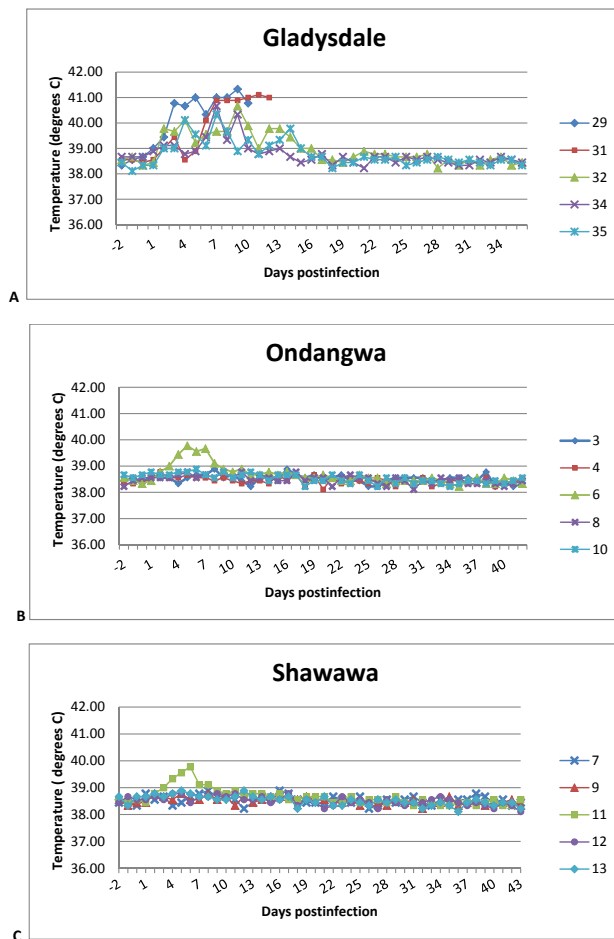 Gladysdale
Temperature (degrees C)
42.00
41.00
40.00
39.00
38.00
37.00
36.00
-2 1 4 7 10 13 16 19 22 25 28 31 34
Days postinfection
29
31
32
34
35
A
Ondangwa
Temperature (degrees C)
42.00
41.00
40.00
39.00
38.00
37.00
36.00
-2 1 4 7 10 13 16 19 22 25 28 31 34 37 40
Days postinfection
3
4
6
8
10
B
Shawawa
Temperature ( degrees C)
42.00
41.00
40.00
39.00
38.00
37.00
36.00
-2 1 4 7 10 13 16 19 22 25 28 31 34 37 40 43
Days postinfection
7
9
11
12
13
C